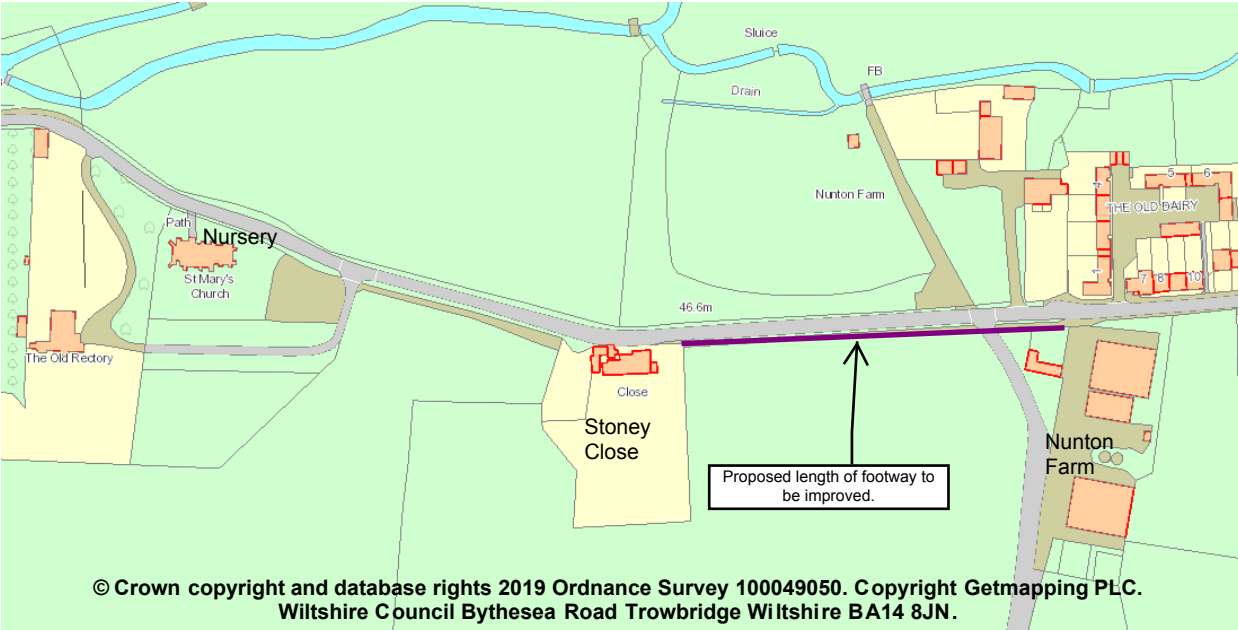 Sluice
FB
Drain
Nunton Farm
5
6
4
THE OLD DAIRY
1
7
8
10
Path
Nursery
St Mary's
Church
46.6m
The Old Rectory
Close
Stoney
Close
Nunton
Farm
Proposed length of footway to
be improved.
© Crown copyright and database rights 2019 Ordnance Survey 100049050. Copyright Getmapping PLC.
Wiltshire Council Bythesea Road Trowbridge Wiltshire BA14 8JN.